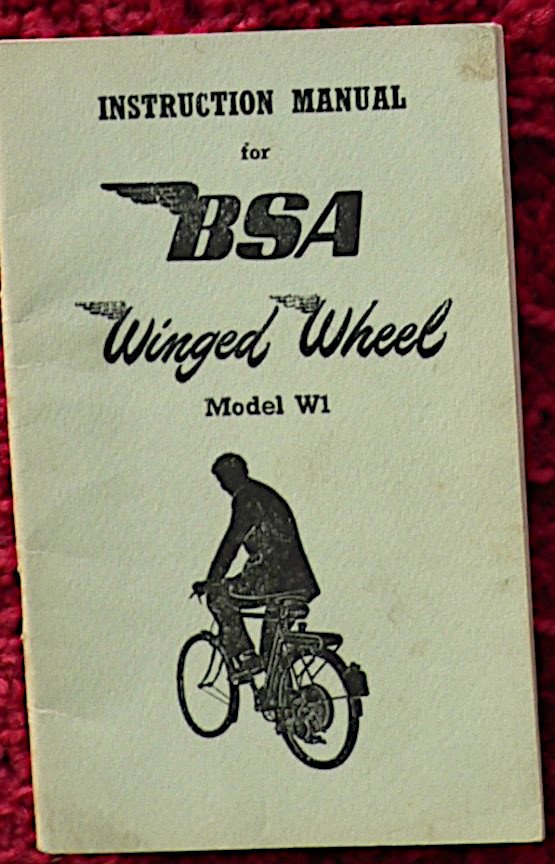 INSTRUCTION MANUAL
for
BSA
Winged Wheel
Model W1